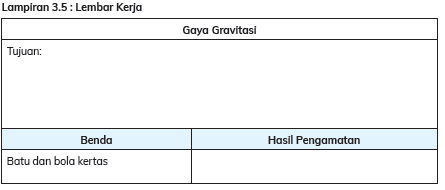 Lampiran 3.5 : Lembar Kerja
Gaya Gravitasi
Tujuan:
Benda
Hasil Pengamatan
Batu dan bola kertas